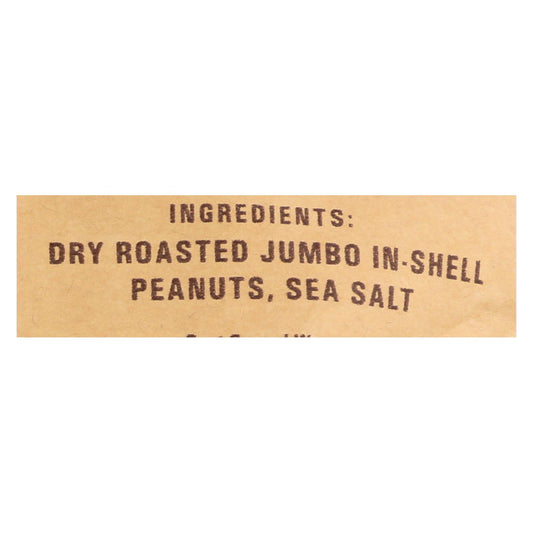 INGREDIENTS:
DRY ROASTED JUMBO IN-SHELL
PEANUTS, SEA SALT